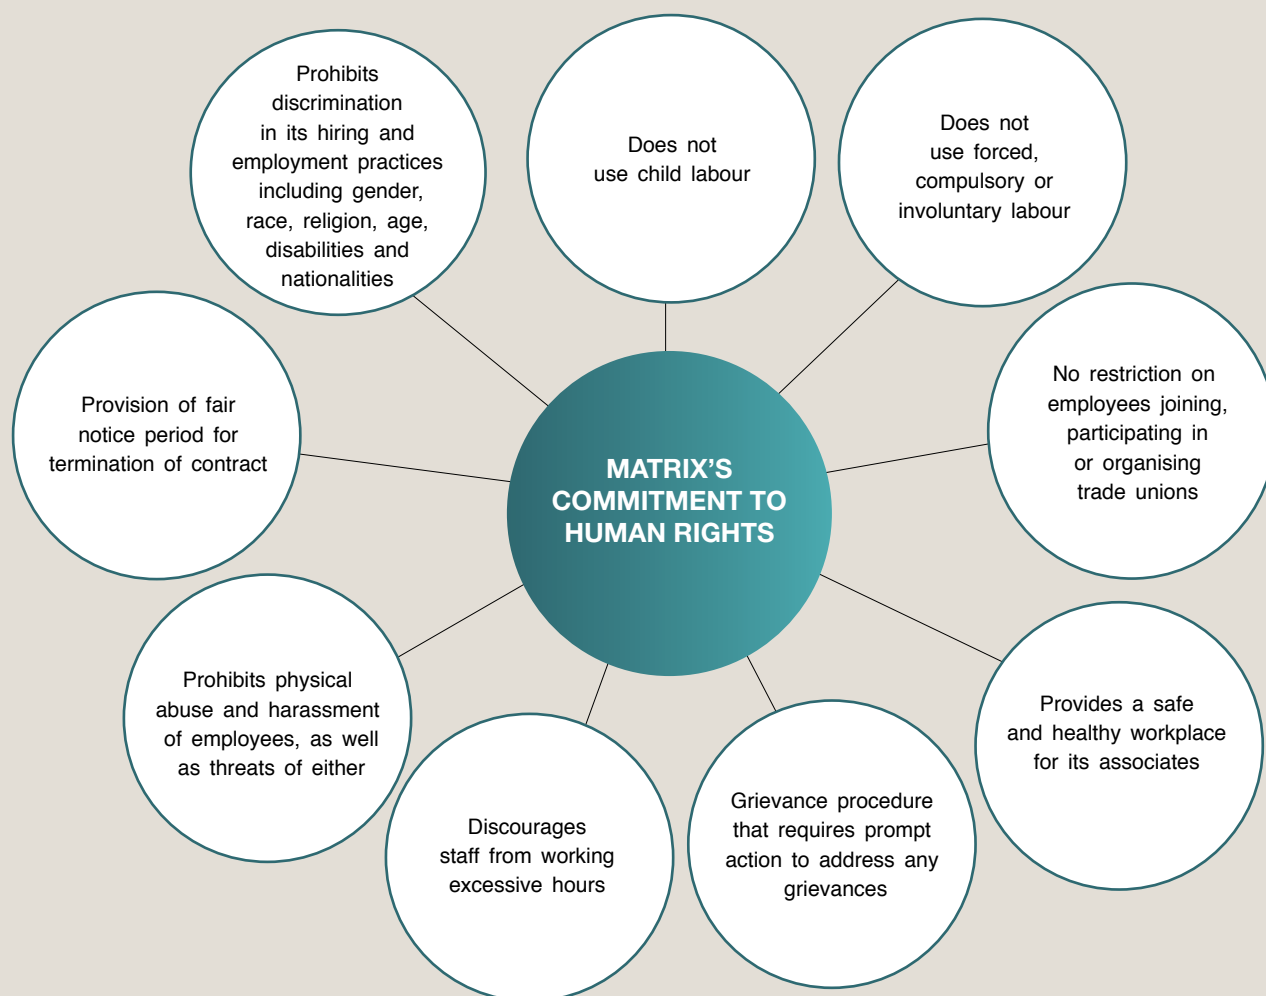 Prohibits
discrimination
in its hiring and
employment practices
including gender,
race, religion, age,
disabilities and
nationalities
Does not
use child labour
Does not
use forced,
compulsory or
involuntary labour
No restriction on
employees joining,
participating in
or organising
trade unions
Provision of fair
notice period for
termination of contract
MATRIX’S
COMMITMENT TO
HUMAN RIGHTS
Prohibits physical
abuse and harassment
of employees, as well
as threats of either
Provides a safe
and healthy workplace
for its associates
Discourages
staff from working
excessive hours
Grievance procedure
that requires prompt
action to address any
grievances